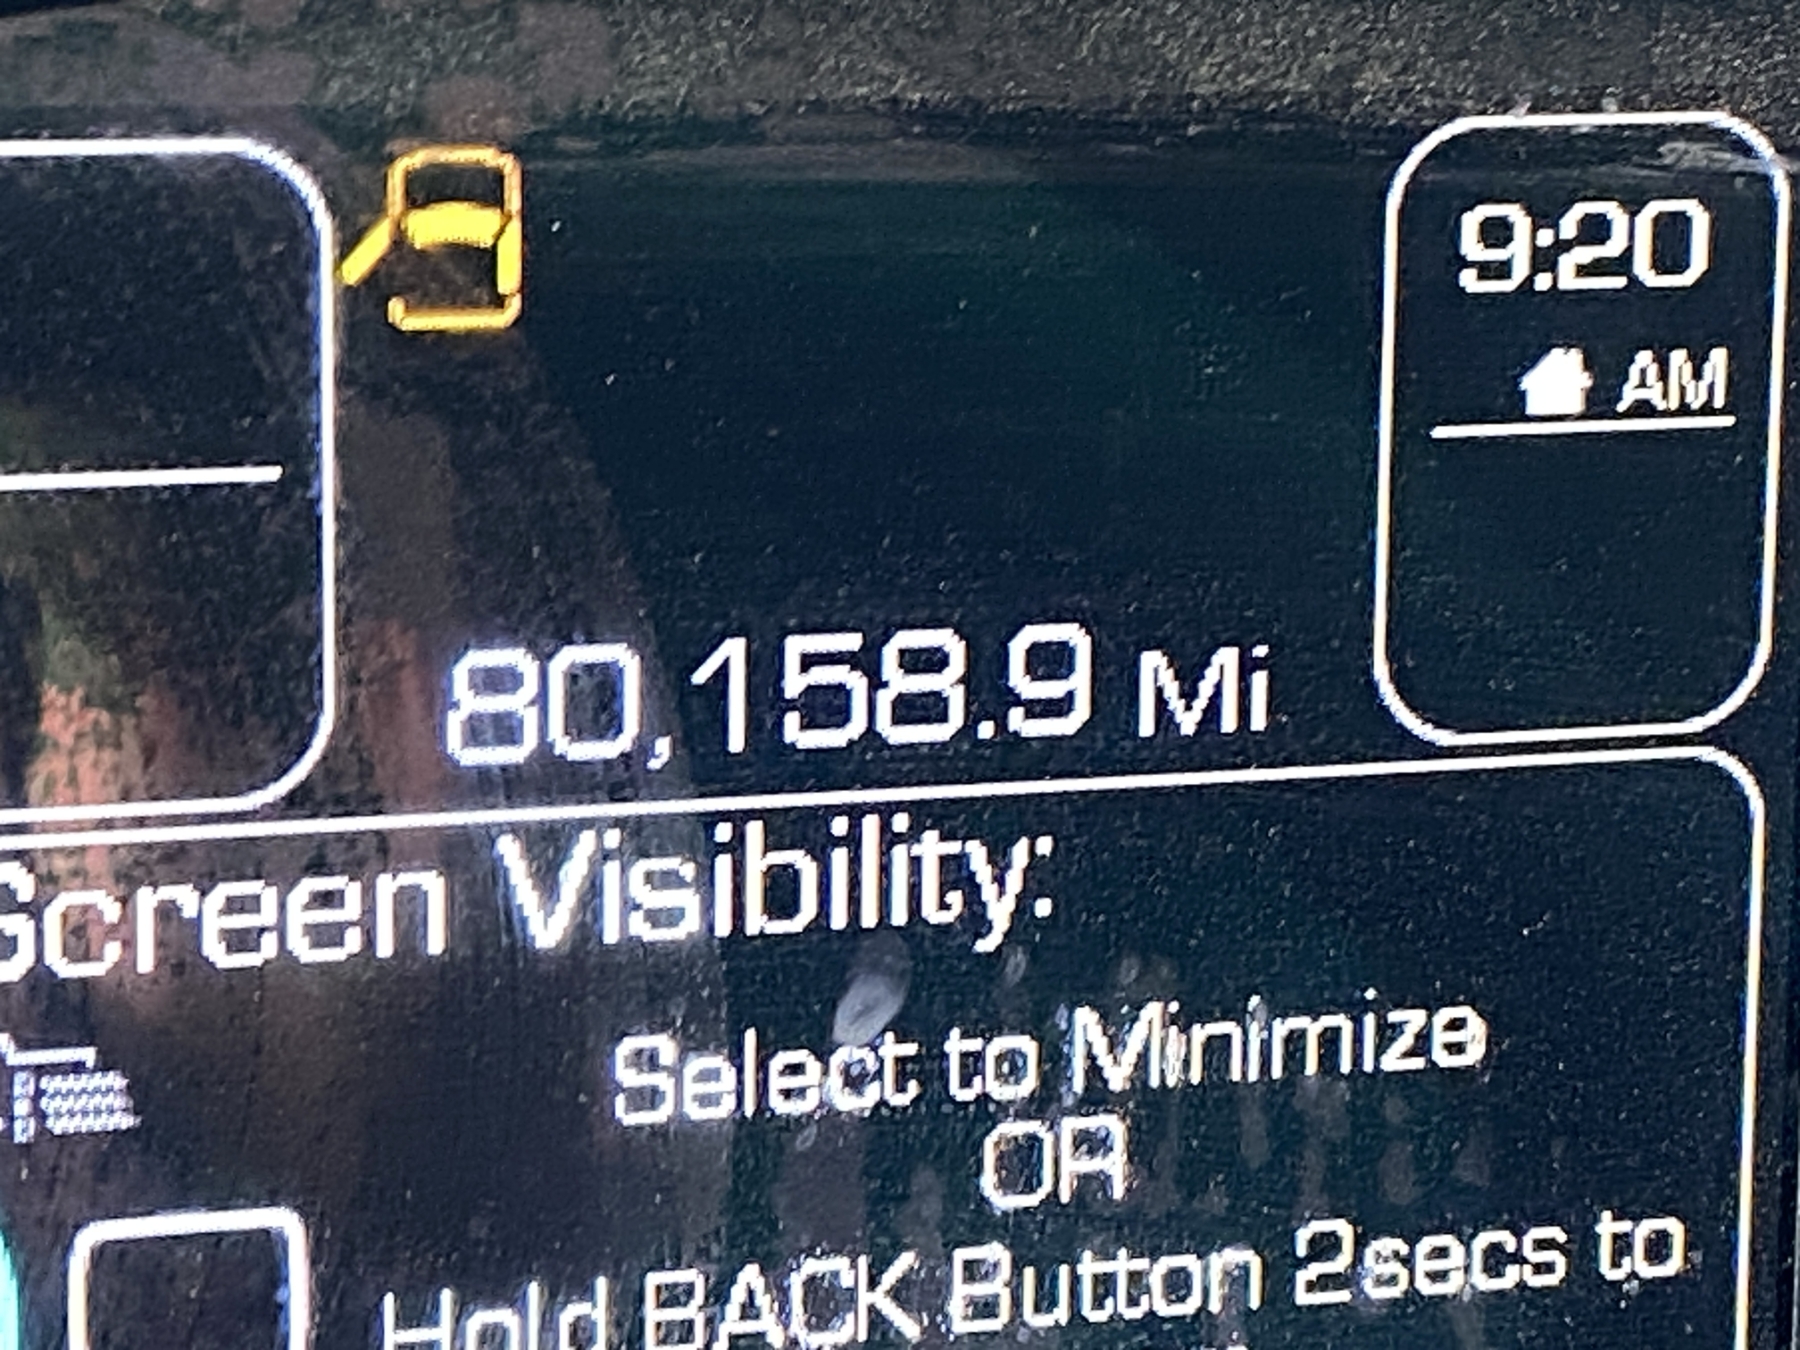 9:20
AM
80,158.9 Mi
Screen Visibility:
Select to Minimize
OR
Hold BACK Button 2secs to